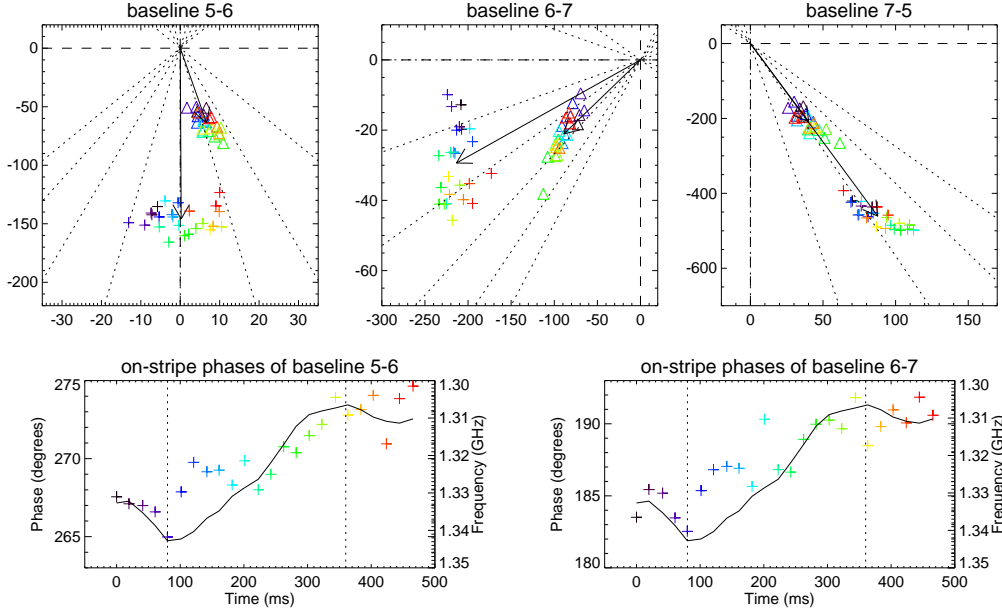 baseline 5-6
baseline 6-7
baseline 7-5
0
-50
-100
-150
-200
-30 -20 -10 0 10 20 30
0
-20
-40
-60
-300 -250 -200 -150 -100 -50 0
0
-200
-400
-600
0 50 100 150
on-stripe phases of baseline 5-6
on-stripe phases of baseline 6-7
Phase (degrees)
275
270
265
1.30
1.31
1.32
1.33
1.34
1.35
Frequency (GHz)
0 100 200 300 400 500
Time (ms)
Phase (degrees)
190
185
180
1.30
1.31
1.32
1.33
1.34
1.35
Frequency (GHz)
0 100 200 300 400 500
Time (ms)